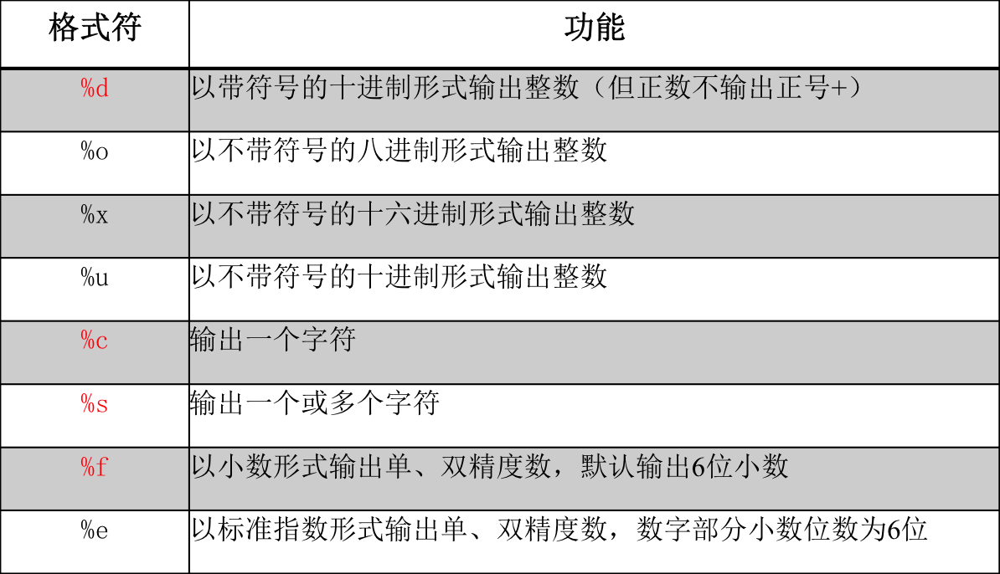 格式符 功能
%d 以带符号的十进制形式输出整数（但正数不输出正号+）
%o 以不带符号的八进制形式输出整数
%x 以不带符号的十六进制形式输出整数
%u 以不带符号的十进制形式输出整数
%c 输出一个字符
%s 输出一个或多个字符
%f 以小数形式输出单、双精度数，默认输出6位小数
%e 以标准指数形式输出单、双精度数，数字部分小数位数为6位